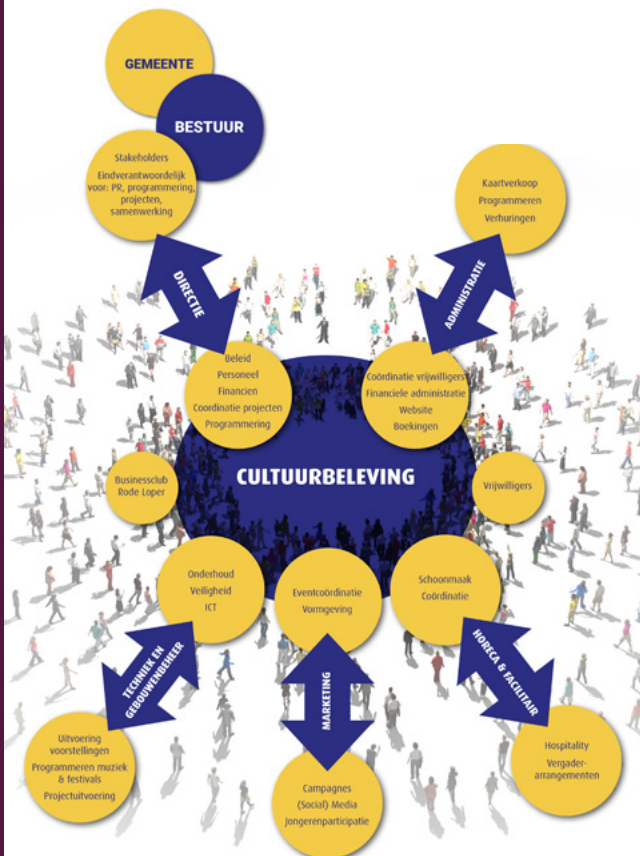 GEMEENTE
BESTUUR
Stakeholders
Eindverantwoordelijk
voor: PR, programmering,
projecten,
samenwerking
Kaartverkoop
Programmeren
Verhuringen
DIRECTIE
ADMINISTRATIE
Beleid
Personeel
Financien
Coordinatie projecten
Programmering
Coördinatie vrijwilligers
Financiele administratie
Website
Boekingen
CULTUURBELEVING
Businessclub
Rode Loper
Vrijwilligers
Onderhoud
Veiligheid
ICT
Eventcoördinatie
Vormgeving
Schoonmaak
Coördinatie
TECHNIEK EN
GEBOUWENBEHEER
MARKETING
HORECA & FACILITAIR
Uitvoering
voorstellingen
Programmeren muziek
& festivals
Projectuitvoering
Campagnes
(Social) Media
Jongerenparticipatie
Hospitality
Vergader-
arrangementen